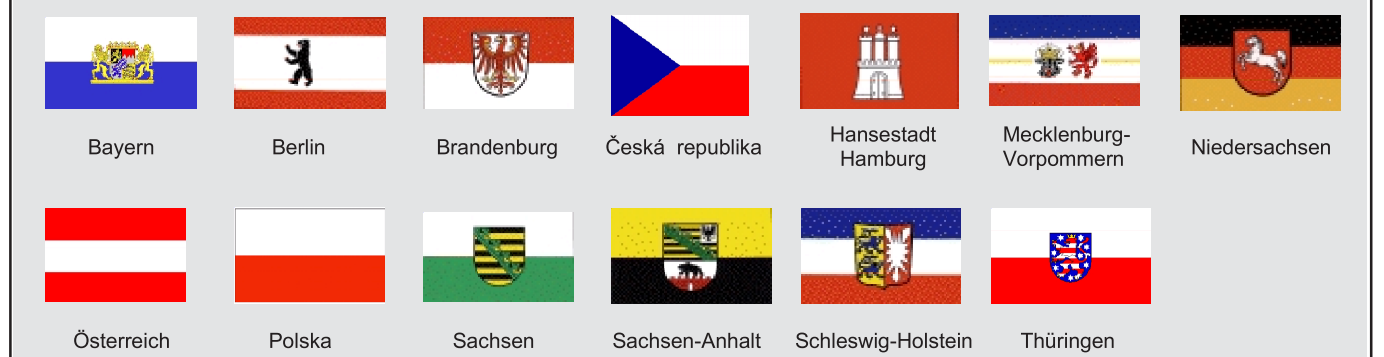 Bayern
Berlin
Brandenburg
Česká republika
Hansestadt
Hamburg
Mecklenburg-
Vorpommern
Niedersachsen
Österreich
Polska
Sachsen
Sachsen-Anhalt
Schleswig-Holstein
Thüringen